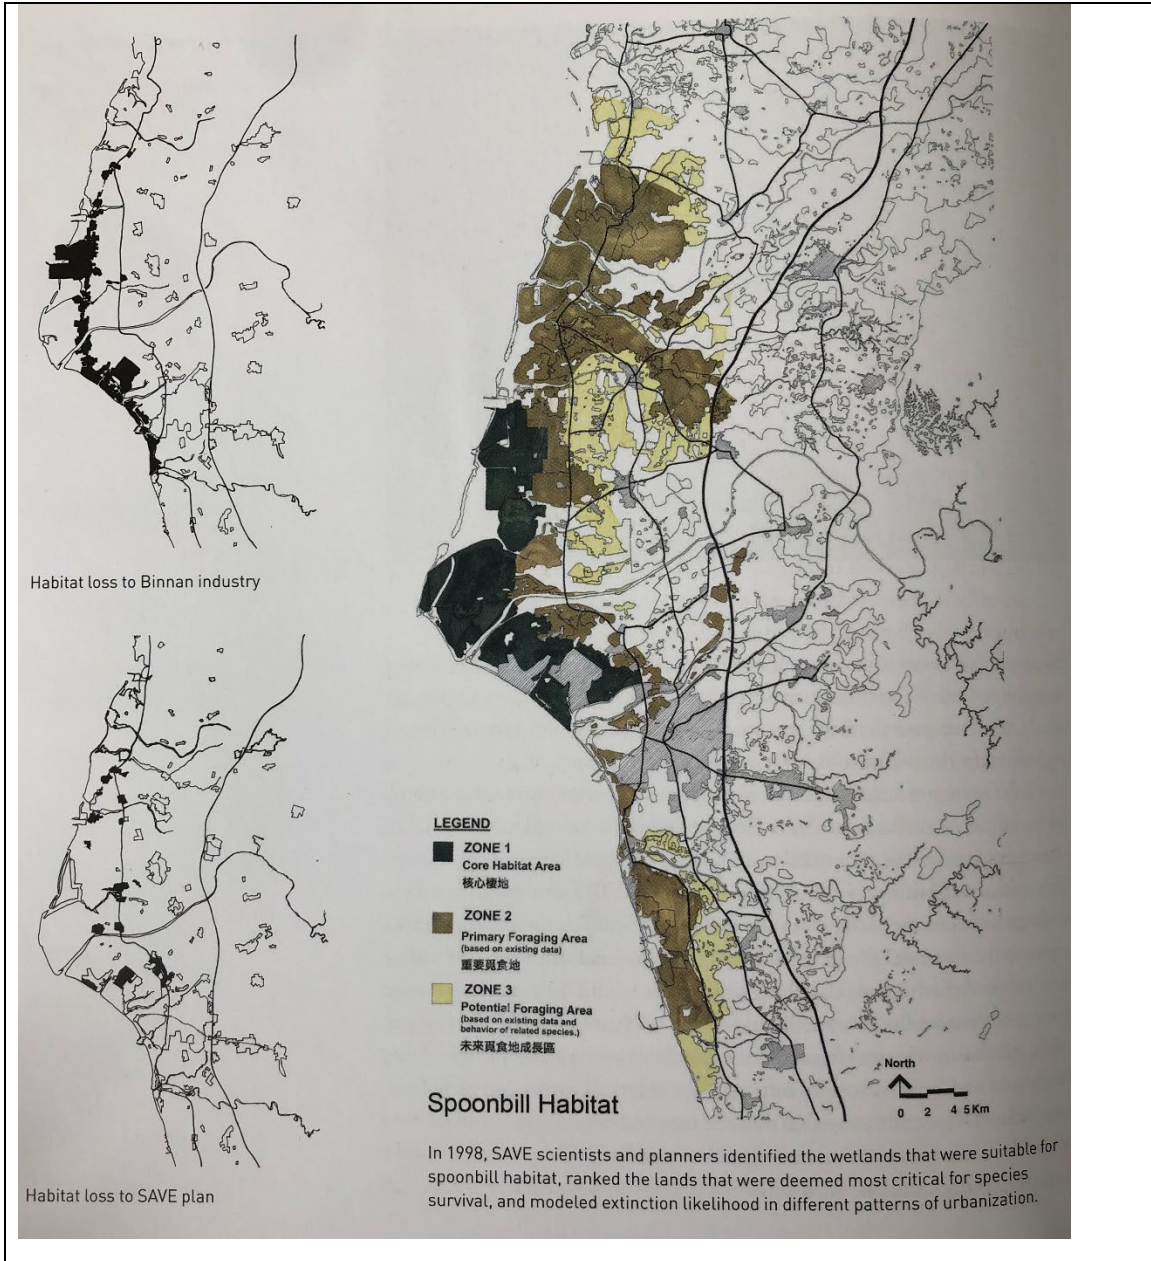 Habitat loss to Binnan industry
Habitat loss to SAVE plan
LEGEND
ZONE 1
Core Habitat Area
核心棲地
ZONE 2
Primary Foraging Area
(based on existing data)
重要覓食地
ZONE 3
Potential Foraging Area
(based on existing data and
behavior of related species.)
未來覓食地成長區
North
0 2 4 5 Km
Spoonbill Habitat
In 1998, SAVE scientists and planners identified the wetlands that were suitable for
spoonbill habitat, ranked the lands that were deemed most critical for species
survival, and modeled extinction likelihood in different patterns of urbanization.